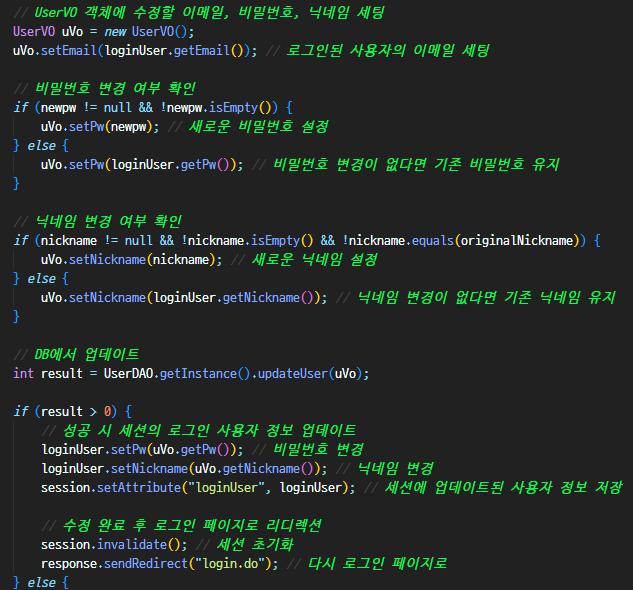 // UserVO 객체에 수정할 이메일, 비밀번호, 닉네임 세팅
UserVO uVo = new UserVO();
uVo.setEmail(loginUser.getEmail()); // 로그인된 사용자의 이메일 세팅

// 비밀번호 변경 여부 확인
if (newpw != null && !newpw.isEmpty()) {
    uVo.setPw(newpw); // 새로운 비밀번호 설정
} else {
    uVo.setPw(loginUser.getPw()); // 비밀번호 변경이 없다면 기존 비밀번호 유지
}

// 닉네임 변경 여부 확인
if (nickname != null && !nickname.isEmpty() && !nickname.equals(originalNickname)) {
    uVo.setNickname(nickname); // 새로운 닉네임 설정
} else {
    uVo.setNickname(loginUser.getNickname()); // 닉네임 변경이 없다면 기존 닉네임 유지
}

// DB에서 업데이트
int result = UserDAO.getInstance().updateUser(uVo);

if (result > 0) {
    // 성공 시 세션의 로그인 사용자 정보 업데이트
    loginUser.setPw(uVo.getPw()); // 비밀번호 변경
    loginUser.setNickname(uVo.getNickname()); // 닉네임 변경
    session.setAttribute("loginUser", loginUser); // 세션에 업데이트된 사용자 정보 저장

    // 수정 완료 후 로그인 페이지로 리디렉션
    session.invalidate(); // 세션 초기화
    response.sendRedirect("login.do"); // 다시 로그인 페이지로
} else {